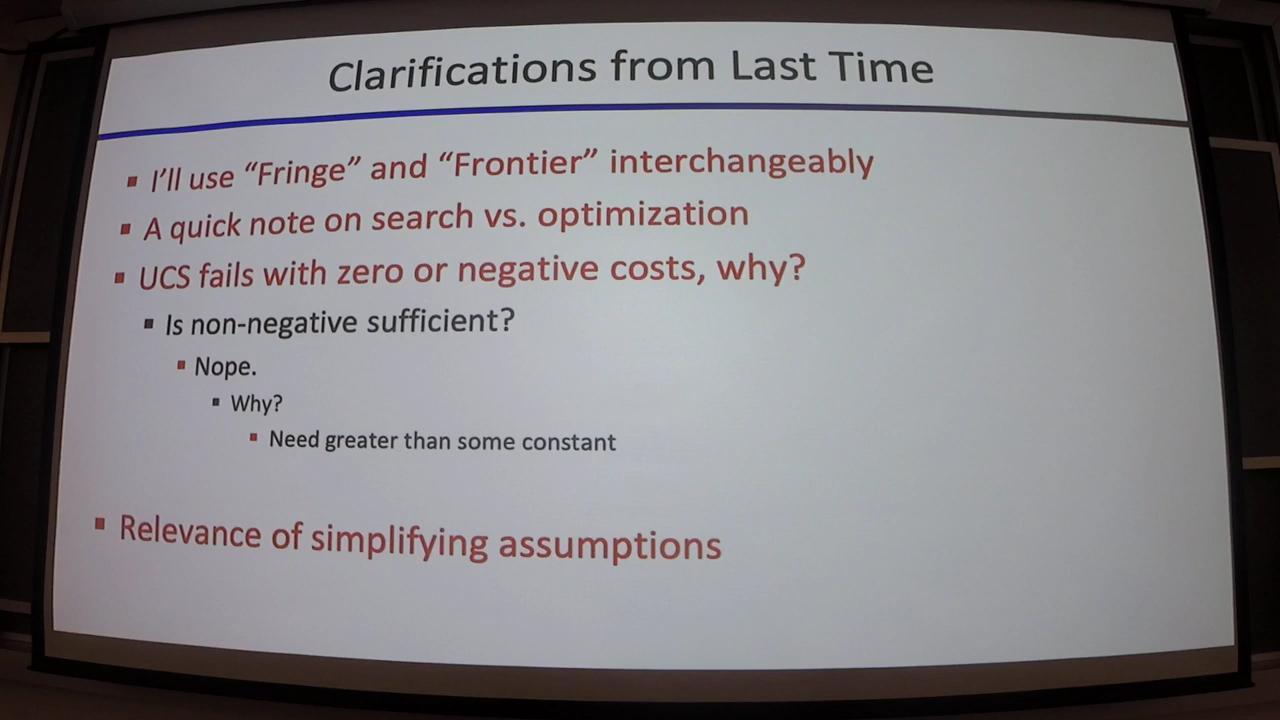 Clarifications from Last Time
▪ I'll use “Fringe” and “Frontier” interchangeably
▪ A quick note on search vs. optimization
▪ UCS fails with zero or negative costs, why?
▪ Is non-negative sufficient?
▪ Nope.
▪ Why?
▪ Need greater than some constant
▪ Relevance of simplifying assumptions